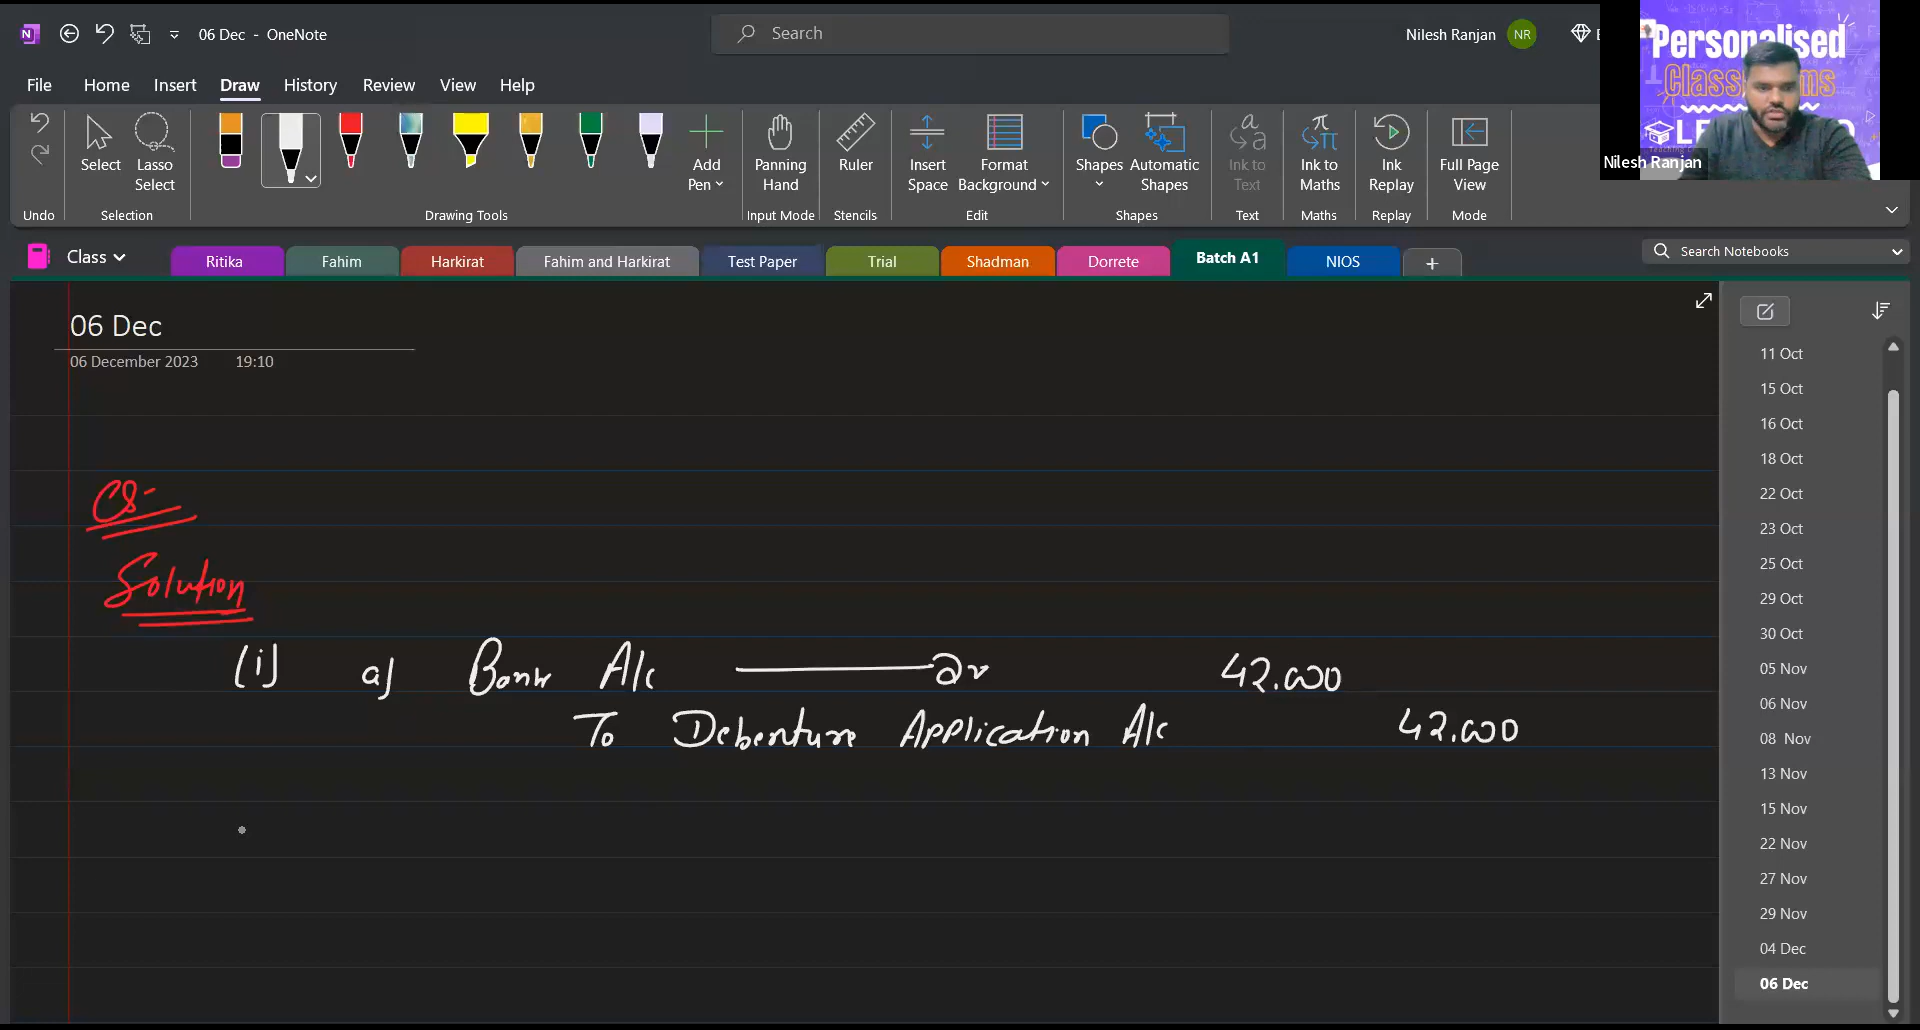 06 Dec - OneNote
Search
Nilesh Ranjan NR
Personalised
Nilesh Ranjan
File Home Insert Draw History Review View Help
Select
Lasso Select
Add Pen
Panning Hand
Ruler
Insert Space
Format Background
Shapes
Automatic Shapes
Ink to Text
Ink to Maths
Ink Replay
Full Page View
Undo Selection Drawing Tools Input Mode Stencils Edit Shapes Text Maths Replay Mode
Class Ritika Fahim Harkirat Fahim and Harkirat Test Paper Trial Shadman Dorrete Batch A1 NIOS + Search Notebooks
06 Dec
06 December 2023 19:10
Solution
(i) a) Bank A/c Dr 42.000
To Debenture Application A/c 42.000
11 Oct
15 Oct
16 Oct
18 Oct
22 Oct
23 Oct
25 Oct
29 Oct
30 Oct
05 Nov
06 Nov
08 Nov
13 Nov
15 Nov
22 Nov
27 Nov
29 Nov
04 Dec
06 Dec